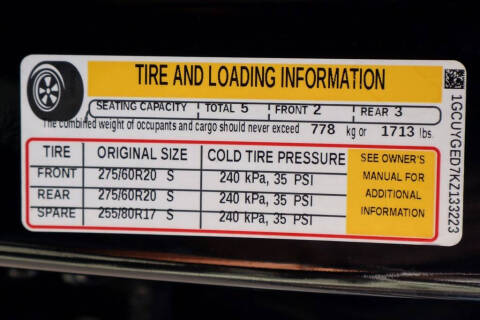 TIRE AND LOADING INFORMATION
SEATING CAPACITY TOTAL 5 FRONT 2 REAR 3
The combined weight of occupants and cargo should never exceed 778 kg or 1713 lbs.
TIRE ORIGINAL SIZE COLD TIRE PRESSURE
FRONT 275/60R20 S 240 kPa, 35 PSI
REAR 275/60R20 S 240 kPa, 35 PSI
SPARE 255/80R17 S 240 kPa, 35 PSI
SEE OWNER'S
MANUAL FOR
ADDITIONAL
INFORMATION
1GCUYGED7KZ133223